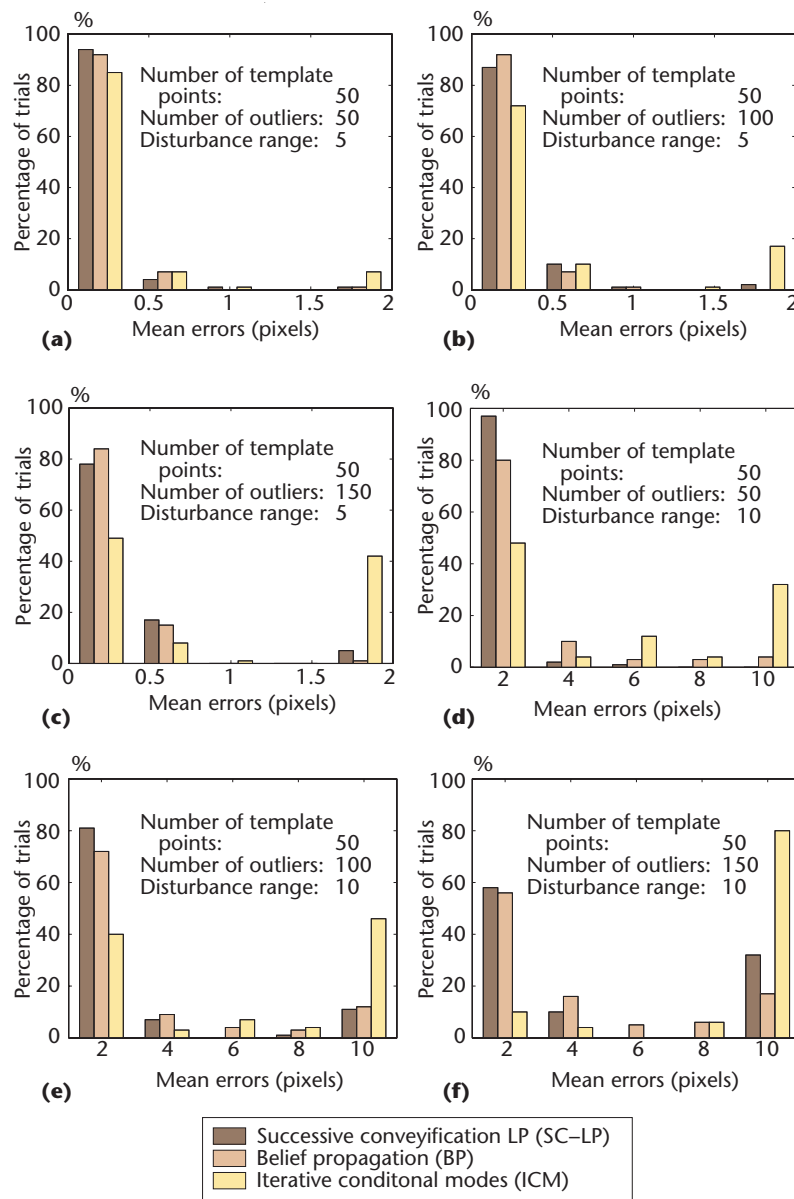 %
100
80
60
40
20
0
Percentage of trials
Number of template
points: 50
Number of outliers: 50
Disturbance range: 5
0 0.5 1 1.5 2
Mean errors (pixels)
(a)
%
100
80
60
40
20
0
Percentage of trials
Number of template
points: 50
Number of outliers: 100
Disturbance range: 5
0 0.5 1 1.5 2
Mean errors (pixels)
(b)
%
100
80
60
40
20
0
Percentage of trials
Number of template
points: 50
Number of outliers: 150
Disturbance range: 5
0 0.5 1 1.5 2
Mean errors (pixels)
(c)
%
100
80
60
40
20
0
Percentage of trials
Number of template
points: 50
Number of outliers: 50
Disturbance range: 10
2 4 6 8 10
Mean errors (pixels)
(d)
%
100
80
60
40
20
0
Percentage of trials
Number of template
points: 50
Number of outliers: 100
Disturbance range: 10
2 4 6 8 10
Mean errors (pixels)
(e)
%
100
80
60
40
20
0
Percentage of trials
Number of template
points: 50
Number of outliers: 150
Disturbance range: 10
2 4 6 8 10
Mean errors (pixels)
(f)
Successive conveyification LP (SC–LP)
Belief propagation (BP)
Iterative conditonal modes (ICM)